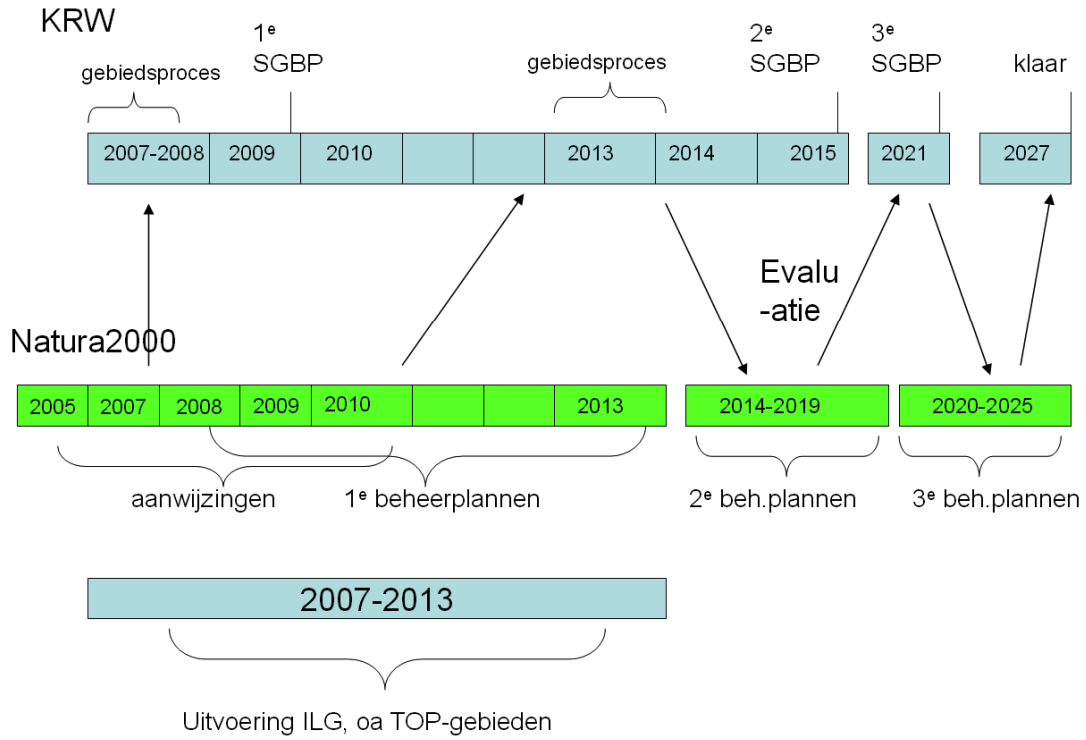 KRW
1e
SGBP
2e
SGBP
3e
SGBP
klaar
gebiedsproces
gebiedsproces
2007-2008
2009
2010
2013
2014
2015
2021
2027
Evalu
-atie
Natura2000
2005
2007
2008
2009
2010
2013
2014-2019
2020-2025
aanwijzingen
1e beheerplannen
2e beh.plannen
3e beh.plannen
2007-2013
Uitvoering ILG, oa TOP-gebieden